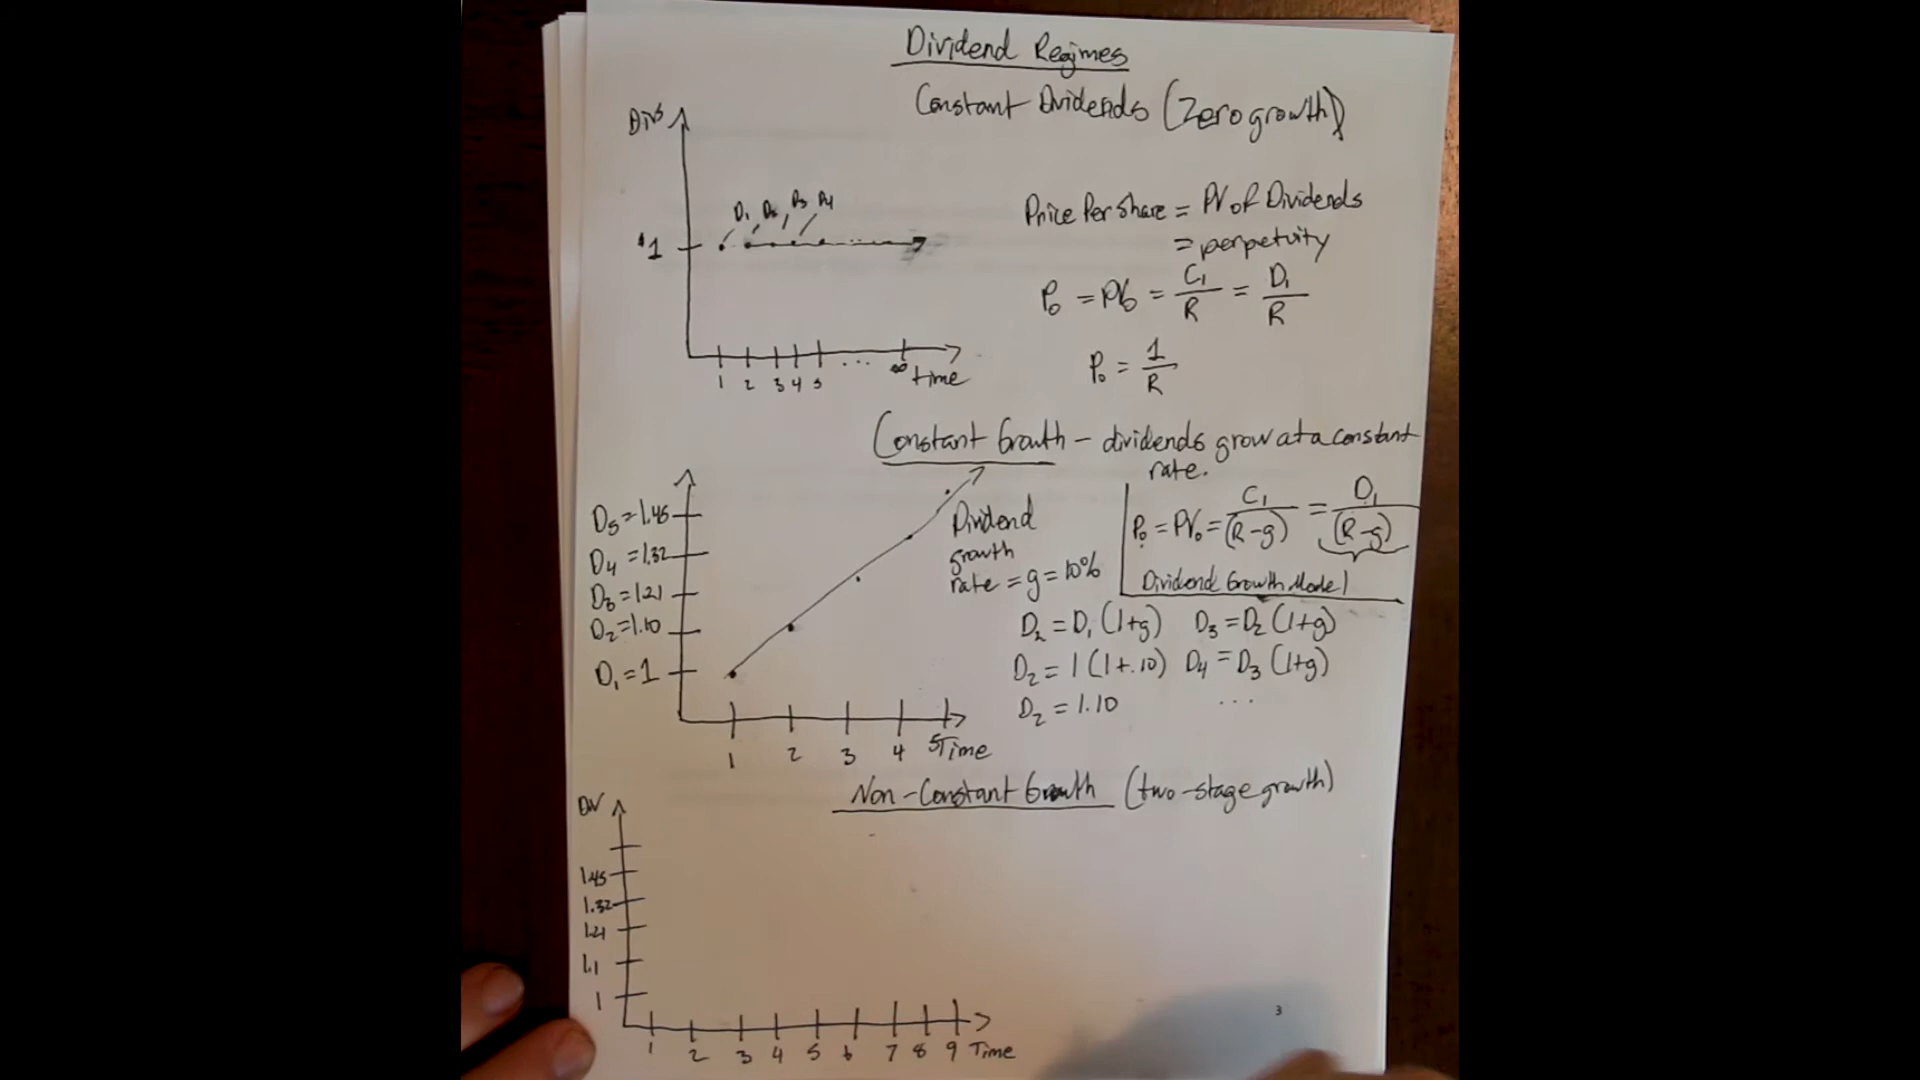 Dividend Regimes
Constant Dividends (Zero growth)
Divs
D1 D2 D3 D4
$1
1 2 3 4 5 ... ∞ time
Price Per Share = PV of Dividends
= perpetuity
P0 = PV0 = C1/R = D1/R
P0 = 1/R
Constant Growth - dividends grow at a constant
rate.
D5 = 1.45
D4 = 1.32
D3 = 1.21
D2 = 1.10
D1 = 1
1 2 3 4 5 Time
Dividend
growth
rate = g = 10%
P0 = PV0 = C1/(R-g) = D1/(R-g)
Dividend Growth Model
D2 = D1 (1+g) D3 = D2 (1+g)
D2 = 1 (1+.10) D4 = D3 (1+g)
D2 = 1.10 ...
Non-Constant Growth (two-stage growth)
Div
1.45
1.32
1.21
1.1
1
1 2 3 4 5 6 7 8 9 Time
3